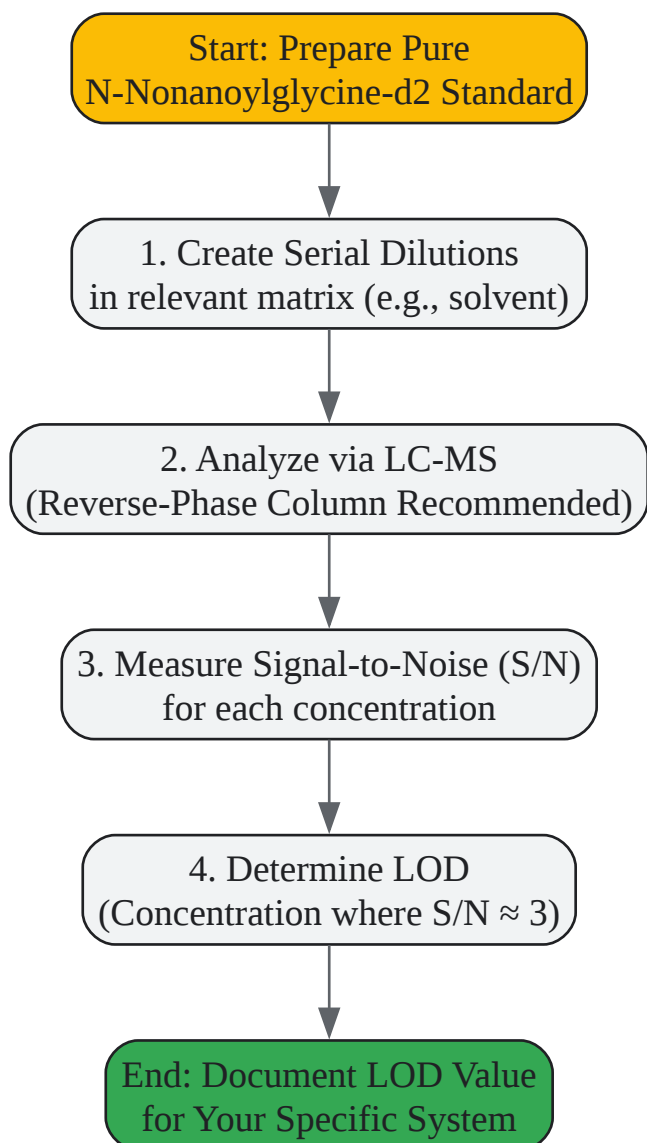 Start: Prepare Pure
N-Nonanoylglycine-d2 Standard
1. Create Serial Dilutions
in relevant matrix (e.g., solvent)
2. Analyze via LC-MS
(Reverse-Phase Column Recommended)
3. Measure Signal-to-Noise (S/N)
for each concentration
4. Determine LOD
(Concentration where S/N ≈ 3)
End: Document LOD Value
for Your Specific System